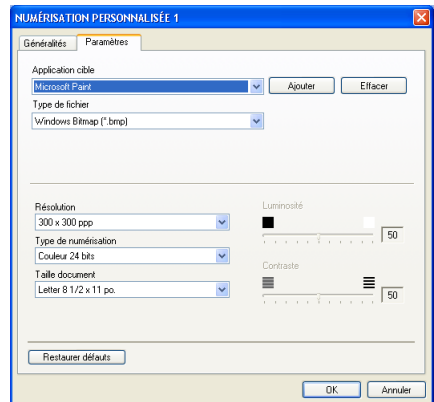 NUMÉRISATION PERSONNALISÉE 1
Généralités Paramètres
Application cible
Microsoft Paint Ajouter Effacer
Type de fichier
Windows Bitmap (*.bmp)
Résolution Luminosité
300 x 300 ppp
50
Type de numérisation
Couleur 24 bits
Contraste
Taille document
Letter 8 1/2 x 11 po.
50
Restaurer défauts
OK Annuler